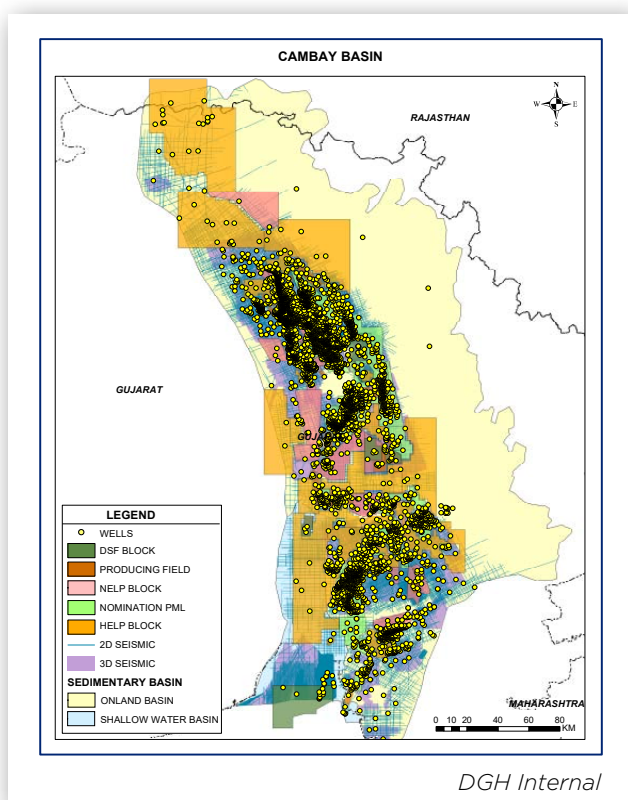 CAMBAY BASIN
N
W E
S
RAJASTHAN
GUJARAT
GUJARAT
LEGEND
WELLS
DSF BLOCK
PRODUCING FIELD
NELP BLOCK
NOMINATION PML
HELP BLOCK
2D SEISMIC
3D SEISMIC
SEDIMENTARY BASIN
ONLAND BASIN
SHALLOW WATER BASIN
MAHARASHTRA
0 10 20 40 60 80
KM
DGH Internal